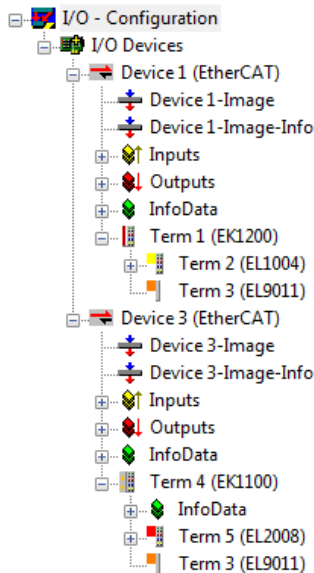 I/O - Configuration
I/O Devices
Device 1 (EtherCAT)
Device 1-Image
Device 1-Image-Info
Inputs
Outputs
InfoData
Term 1 (EK1200)
Term 2 (EL1004)
Term 3 (EL9011)
Device 3 (EtherCAT)
Device 3-Image
Device 3-Image-Info
Inputs
Outputs
InfoData
Term 4 (EK1100)
InfoData
Term 5 (EL2008)
Term 3 (EL9011)